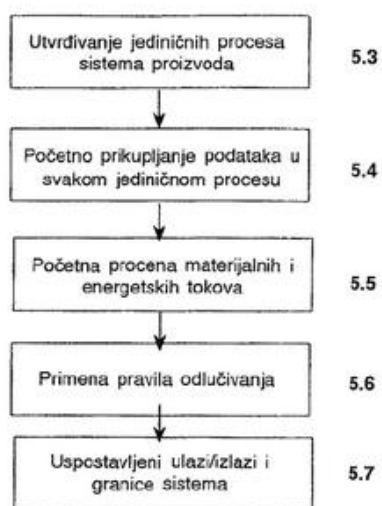 Utvrđivanje jediničnih procesa
sistema proizvoda
5.3
Početno prikupljanje podataka u
svakom jediničnom procesu
5.4
Početna procena materijalnih i
energetskih tokova
5.5
Primena pravila odlučivanja
5.6
Uspostavljeni ulazi/izlazi i
granice sistema
5.7